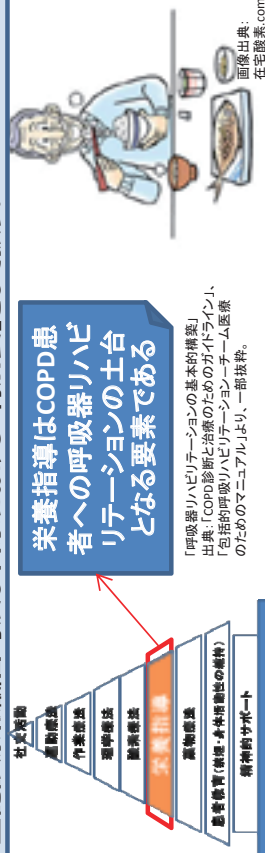 栄養指導はCOPD患
者への呼吸器リハビ
リテーションの土台
となる要素である
社会活動
運動療法
作業療法
理学療法
酸素療法
栄養指導
薬物療法
患者教育(禁煙・身体活動性の維持)
精神的サポート
「呼吸器リハビリテーションの基本的構築」
出典:「COPD診断と治療のためのガイドライン」、
「包括的呼吸リハビリテーション－チーム医療
のためのマニュアル」より、一部抜粋。
画像出典:
在宅酸素.com